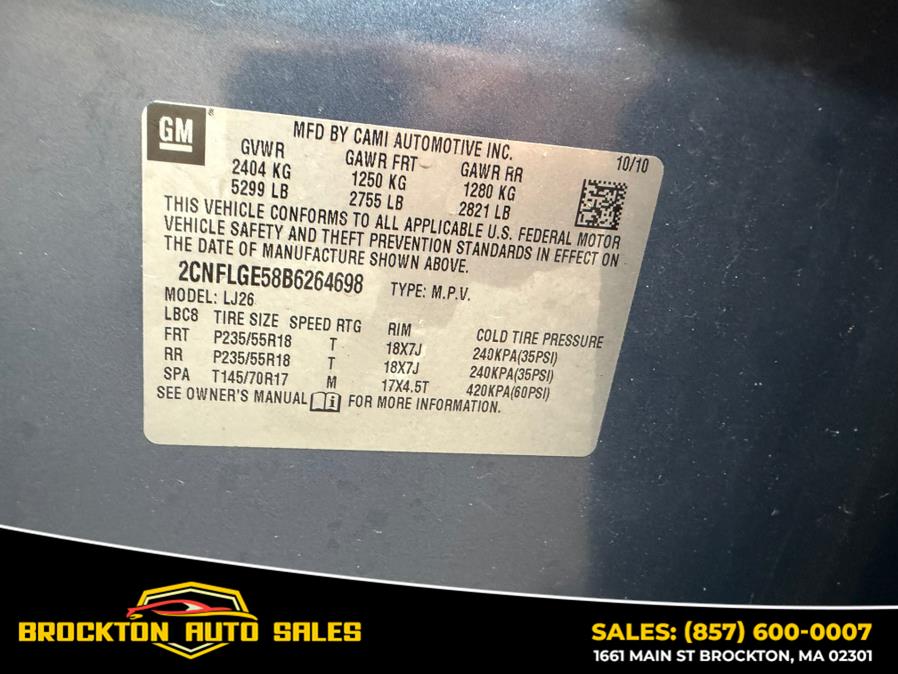 GM
MFD BY CAMI AUTOMOTIVE INC.
10/10
GVWR GAWR FRT GAWR RR
2404 KG 1250 KG 1280 KG
5299 LB 2755 LB 2821 LB
THIS VEHICLE CONFORMS TO ALL APPLICABLE U.S. FEDERAL MOTOR
VEHICLE SAFETY AND THEFT PREVENTION STANDARDS IN EFFECT ON
THE DATE OF MANUFACTURE SHOWN ABOVE.
2CNFLGE58B6264698 TYPE: M.P.V.
MODEL: LJ26
LBC8 TIRE SIZE SPEED RTG RIM COLD TIRE PRESSURE
FRT P235/55R18 T 18X7J 240KPA(35PSI)
RR P235/55R18 T 18X7J 240KPA(35PSI)
SPA T145/70R17 M 17X4.5T 420KPA(60PSI)
SEE OWNER'S MANUAL FOR MORE INFORMATION.
BROCKTON AUTO SALES
SALES: (857) 600-0007
1661 MAIN ST BROCKTON, MA 02301